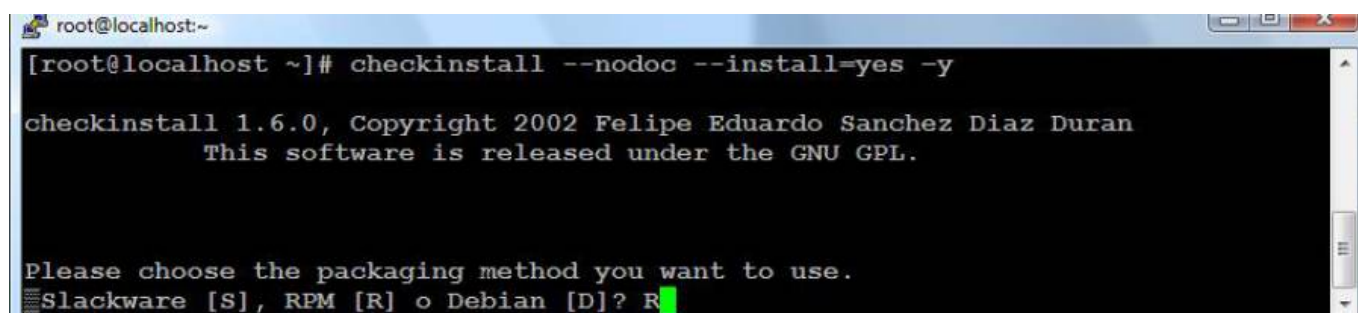 root@localhost:~
[root@localhost ~]# checkinstall --nodoc --install=yes -y
checkinstall 1.6.0, Copyright 2002 Felipe Eduardo Sanchez Diaz Duran
This software is released under the GNU GPL.
Please choose the packaging method you want to use.
Slackware [S], RPM [R] o Debian [D]? R